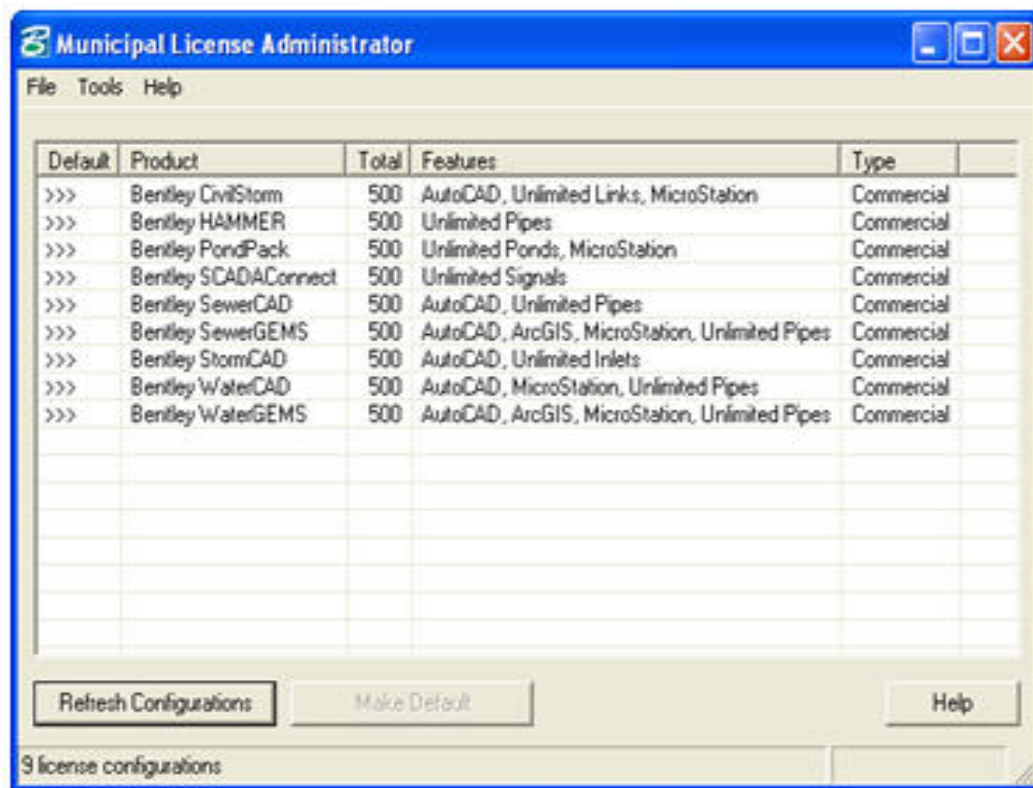 Municipal License Administrator
File Tools Help
Default Product Total Features Type
>>> Bentley CivilStorm 500 AutoCAD, Unlimited Links, MicroStation Commercial
>>> Bentley HAMMER 500 Unlimited Pipes Commercial
>>> Bentley PondPack 500 Unlimited Ponds, MicroStation Commercial
>>> Bentley SCADAConnect 500 Unlimited Signals Commercial
>>> Bentley SewerCAD 500 AutoCAD, Unlimited Pipes Commercial
>>> Bentley SewerGEMS 500 AutoCAD, ArcGIS, MicroStation, Unlimited Pipes Commercial
>>> Bentley StormCAD 500 AutoCAD, Unlimited Inlets Commercial
>>> Bentley WaterCAD 500 AutoCAD, MicroStation, Unlimited Pipes Commercial
>>> Bentley WaterGEMS 500 AutoCAD, ArcGIS, MicroStation, Unlimited Pipes Commercial
Refresh Configurations Make Default Help
9 license configurations